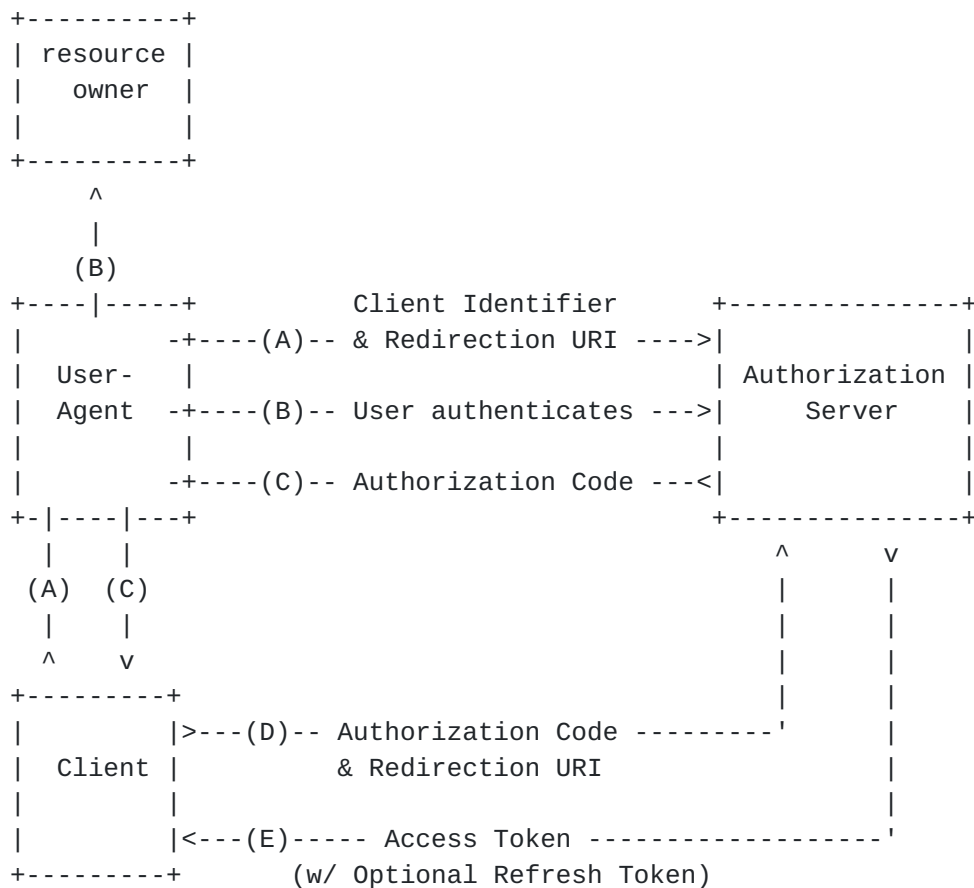 +----------+
| resource |
|   owner  |
|          |
+----------+
     ^
     |
    (B)
+----|-----+          Client Identifier      +---------------+
|         -+----(A)-- & Redirection URI ---->|               |
|  User-   |                                 | Authorization |
|  Agent  -+----(B)-- User authenticates --->|     Server    |
|          |                                 |               |
|         -+----(C)-- Authorization Code ---<|               |
+-|----|---+                                 +---------------+
  |    |                                         ^      v
 (A)  (C)                                        |      |
  |    |                                         |      |
  ^    v                                         |      |
+---------+                                      |      |
|         |>---(D)-- Authorization Code ---------'      |
|  Client |          & Redirection URI                  |
|         |                                             |
|         |<---(E)----- Access Token -------------------'
+---------+       (w/ Optional Refresh Token)